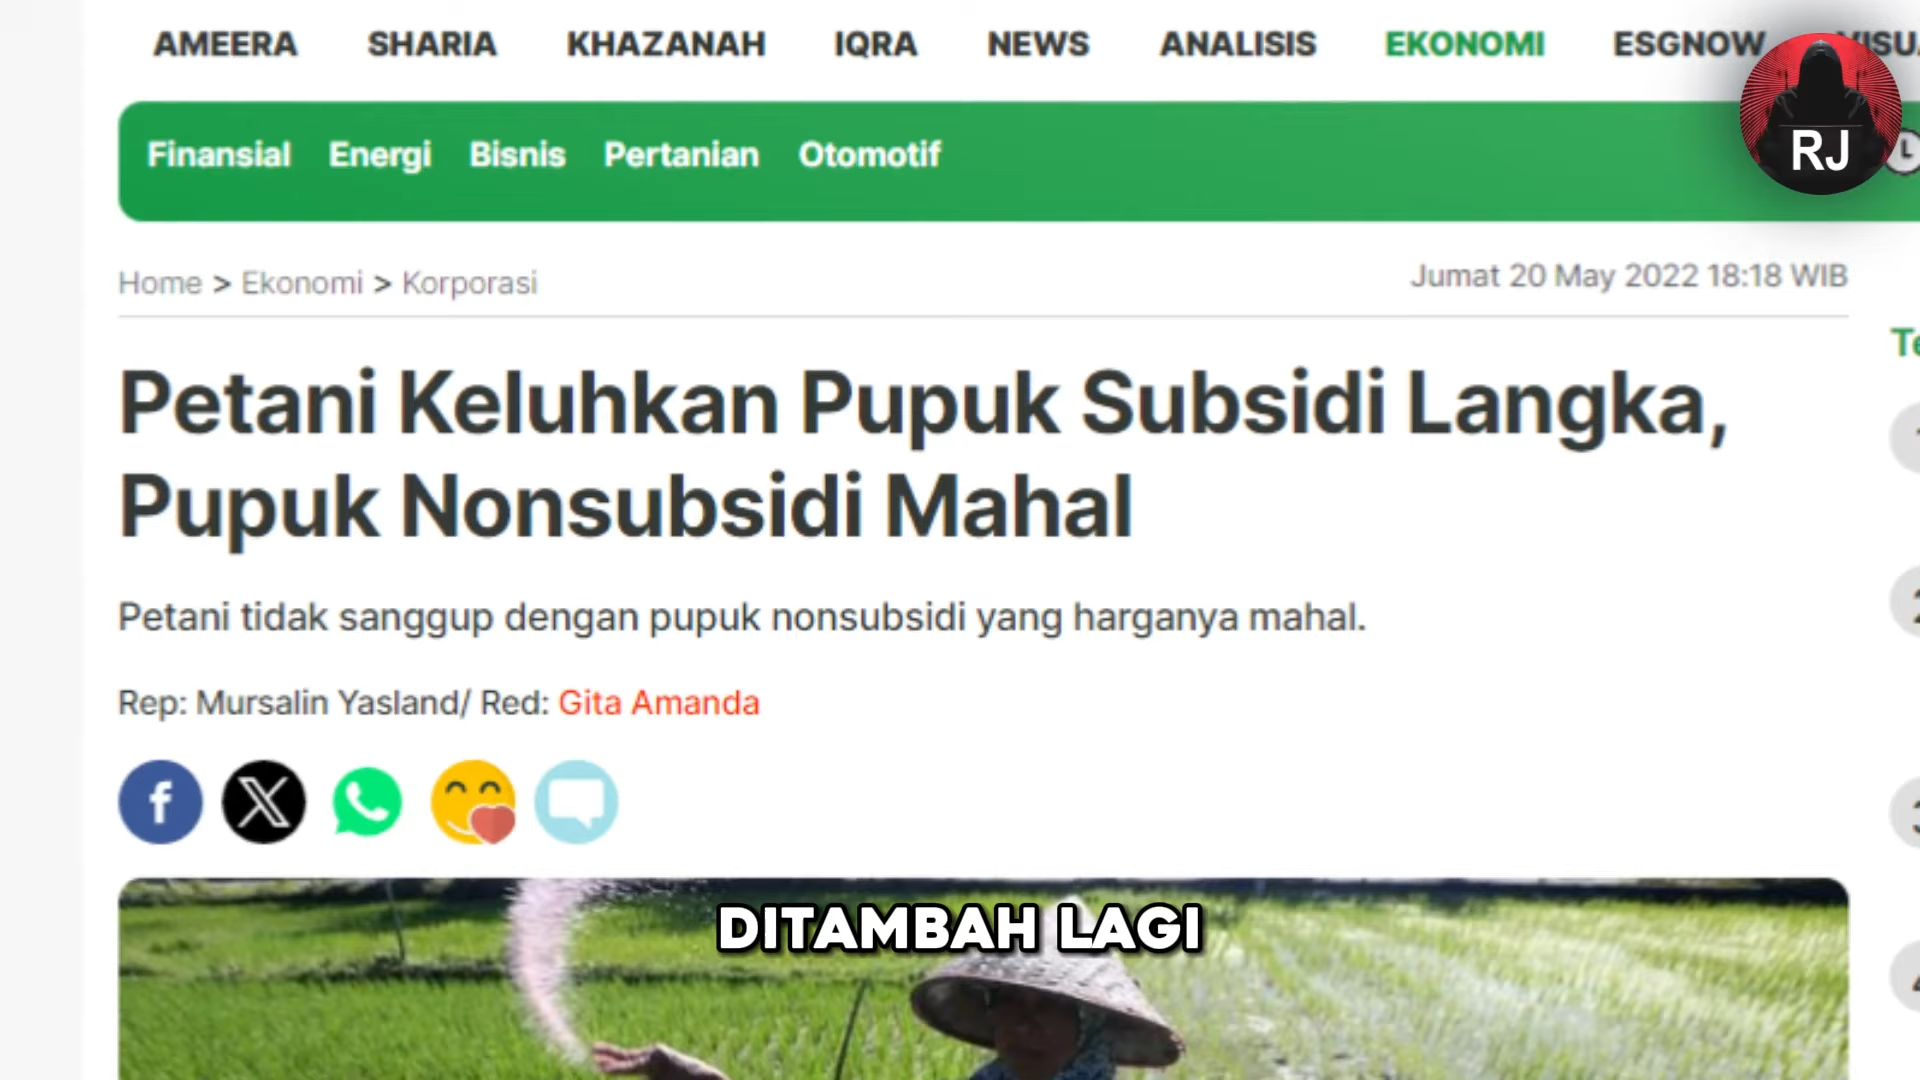 AMEERA SHARIA KHAZANAH IQRA NEWS ANALISIS EKONOMI ESGNOW
RJ
Finansial Energi Bisnis Pertanian Otomotif
Home > Ekonomi > Korporasi
Jumat 20 May 2022 18:18 WIB
Petani Keluhkan Pupuk Subsidi Langka,
Pupuk Nonsubsidi Mahal
Petani tidak sanggup dengan pupuk nonsubsidi yang harganya mahal.
Rep: Mursalin Yasland/ Red: Gita Amanda
DITAMBAH LAGI